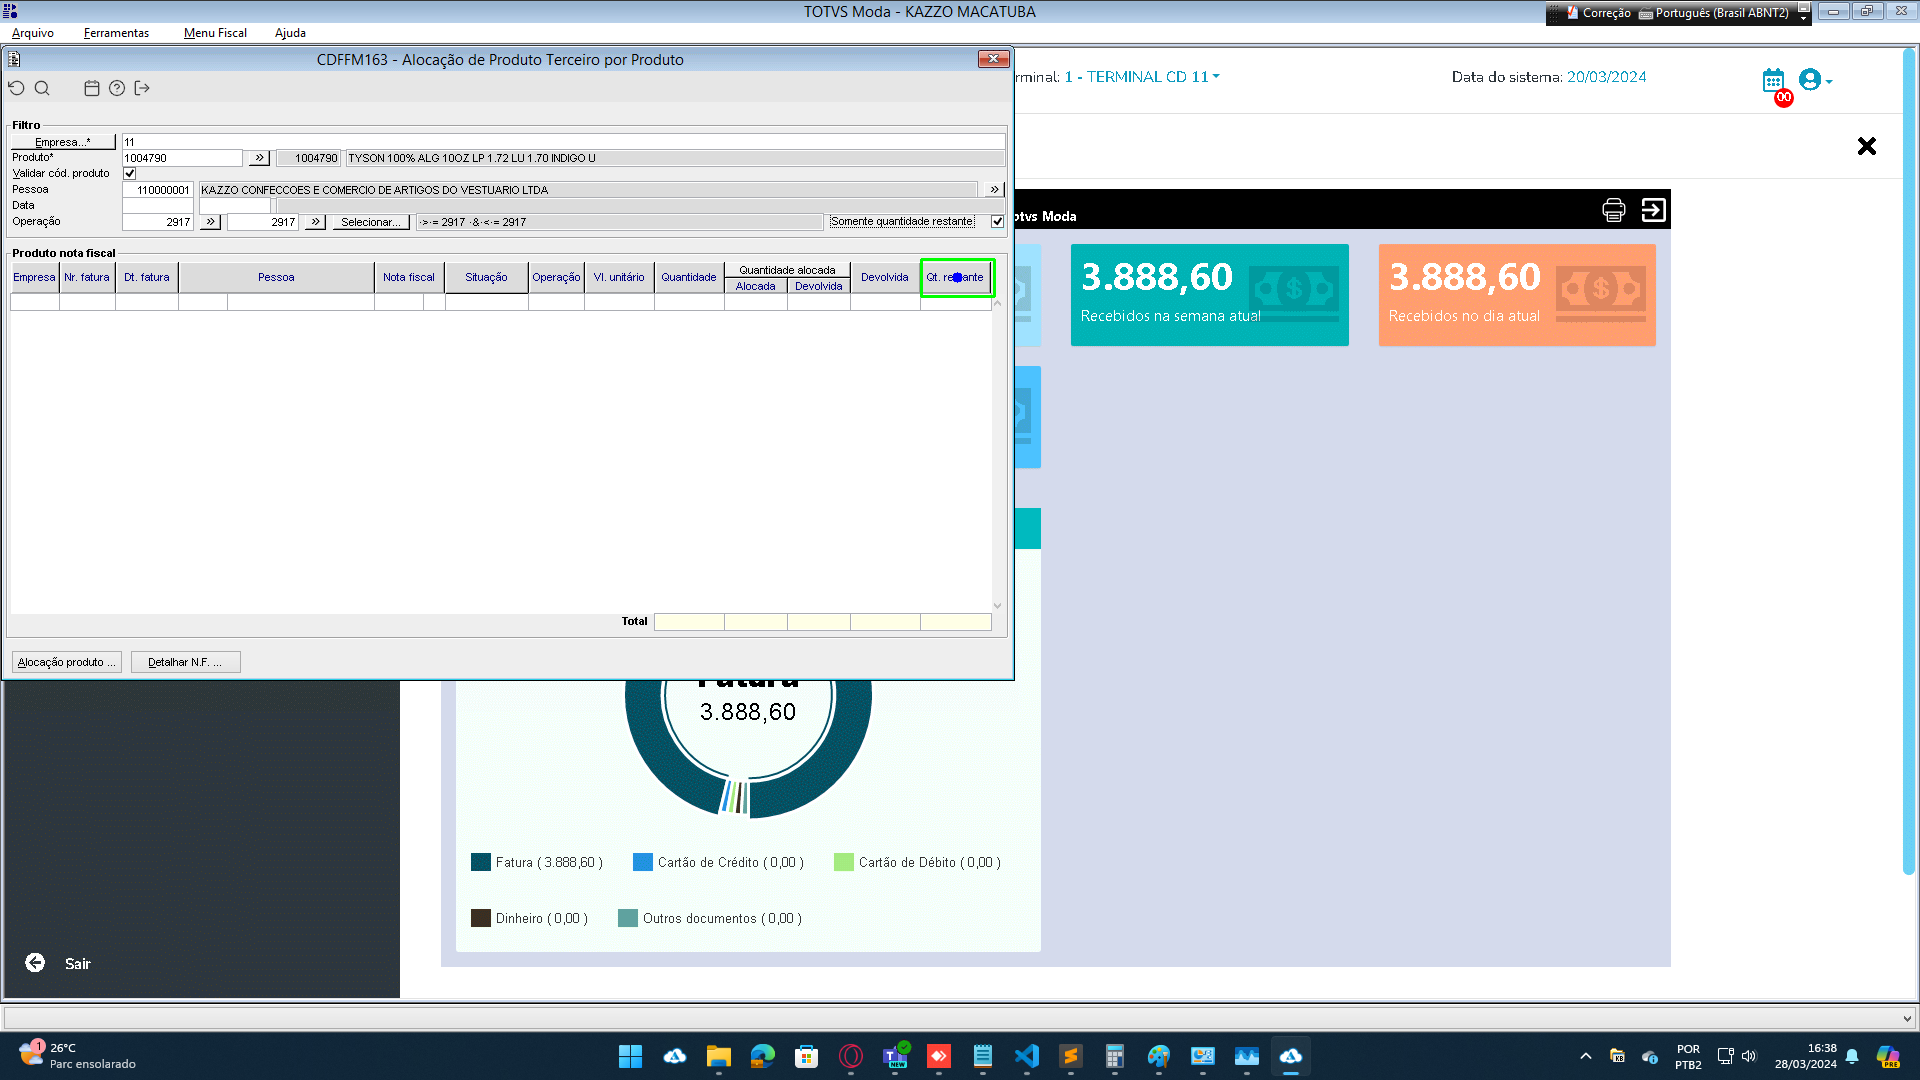 TOTVS Moda - KAZZO MACATUBA
Correção Português (Brasil ABNT2)
Arquivo Ferramentas Menu Fiscal Ajuda
CDFFM163 - Alocação de Produto Terceiro por Produto
rminal: 1 - TERMINAL CD 11
Data do sistema: 20/03/2024
00
Filtro
Empresa...* 11
Produto* 1004790 1004790 TYSON 100% ALG 10OZ LP 1.72 LU 1.70 INDIGO U
Validar cód. produto
Pessoa 110000001 KAZZO CONFECCOES E COMERCIO DE ARTIGOS DO VESTUARIO LTDA
Data
Operação 2917 2917 Selecionar... ·>·= 2917 ·&·<·= 2917 Somente quantidade restante
otvs Moda
Produto nota fiscal
Empresa Nr. fatura Dt. fatura Pessoa Nota fiscal Situação Operação Vl. unitário Quantidade Quantidade alocada Devolvida
Alocada Devolvida
3.888,60
Recebidos na semana atual
3.888,60
Recebidos no dia atual
Total
Alocação produto ... Detalhar N.F. ...
Fatura
3.888,60
Fatura ( 3.888,60 ) Cartão de Crédito ( 0,00 ) Cartão de Débito ( 0,00 )
Dinheiro ( 0,00 ) Outros documentos ( 0,00 )
Sair
1
26°C
Parc ensolarado
NEW
POR
PTB2
16:38
28/03/2024
PRE